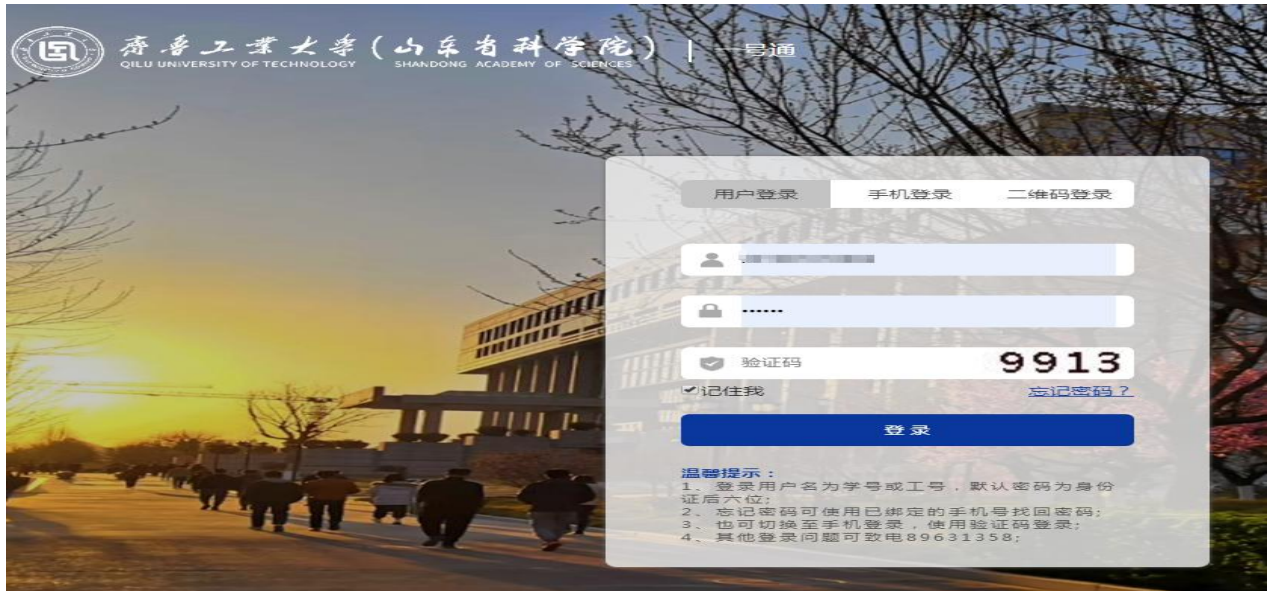 齐鲁工业大学(山东省科学院) | 一号通
QILU UNIVERSITY OF TECHNOLOGY SHANDONG ACADEMY OF SCIENCES
用户登录 手机登录 二维码登录
······
验证码 9913
✓记住我 忘记密码?
登 录
温馨提示:
1、登录用户名为学号或工号,默认密码为身份
证后六位;
2、忘记密码可使用已绑定的手机号找回密码;
3、也可切换至手机登录,使用验证码登录;
4、其他登录问题可致电89631358;